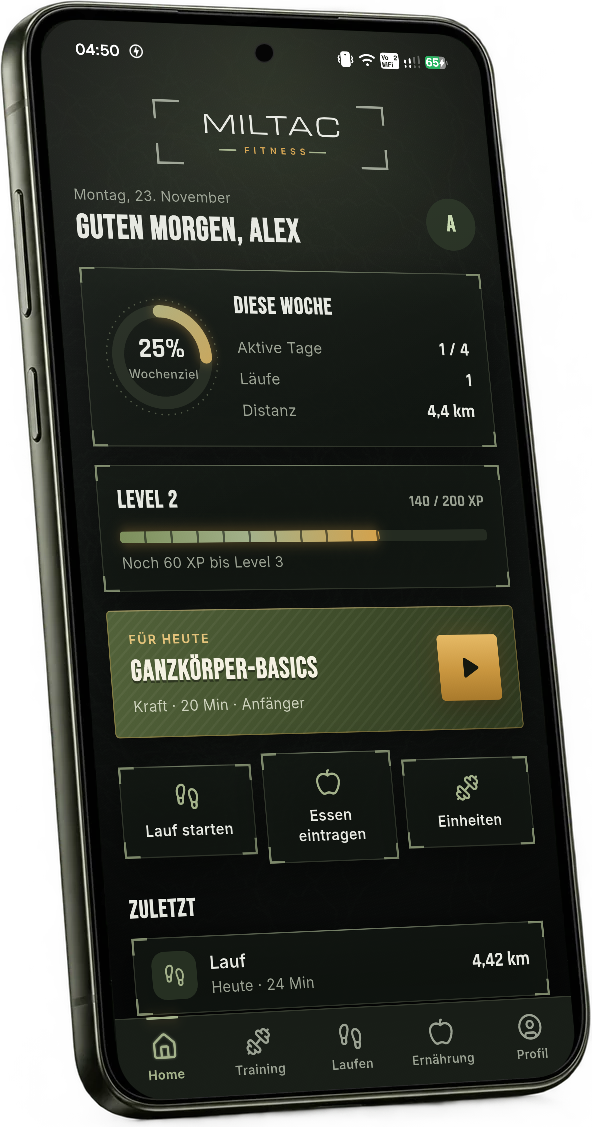 04:50
65
MILTAC
FITNESS
Montag, 23. November
GUTEN MORGEN, ALEX
A
DIESE WOCHE
25%
Wochenziel
Aktive Tage 1 / 4
Läufe 1
Distanz 4,4 km
LEVEL 2 140 / 200 XP
Noch 60 XP bis Level 3
FÜR HEUTE
GANZKÖRPER-BASICS
Kraft · 20 Min · Anfänger
Lauf starten
Essen
eintragen
Einheiten
ZULETZT
Lauf 4,42 km
Heute · 24 Min
Home Training Laufen Ernährung Profil